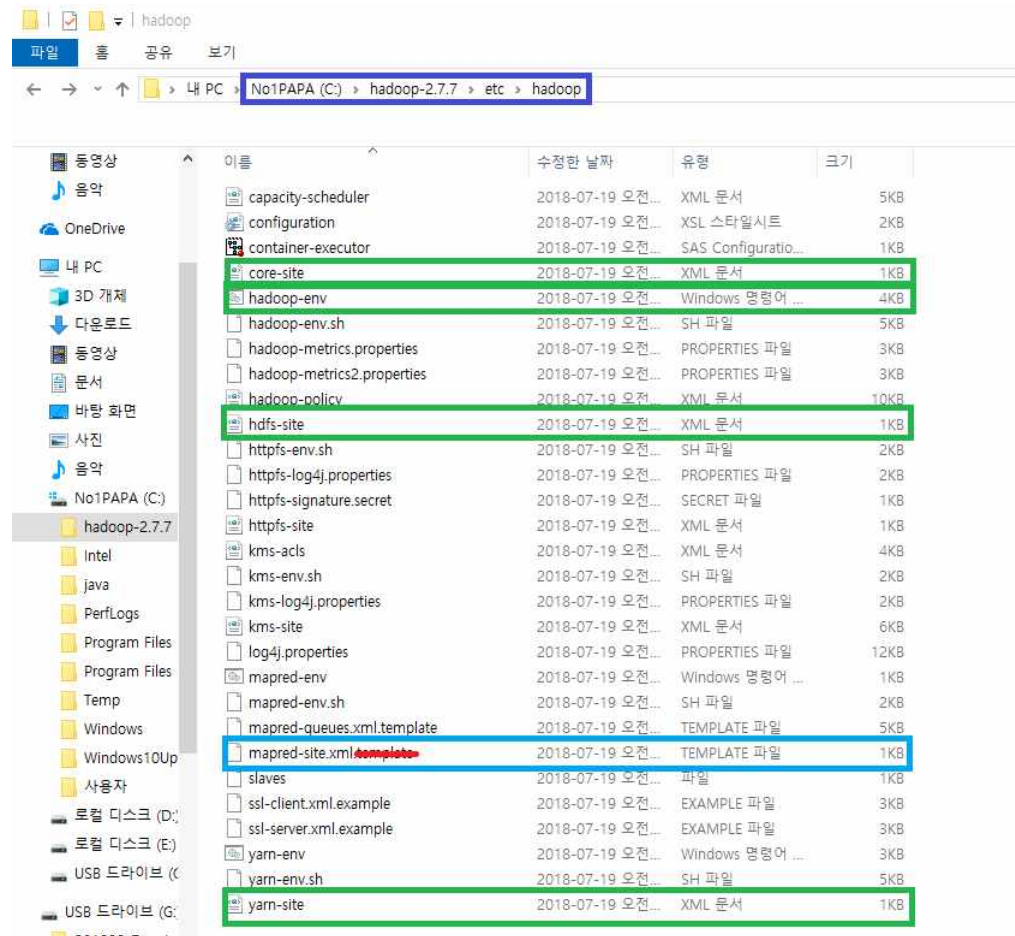 hadoop
파일 홈 공유 보기
내 PC No1PAPA (C:) hadoop-2.7.7 etc hadoop
동영상
음악
OneDrive
내 PC
3D 개체
다운로드
동영상
문서
바탕 화면
사진
음악
No1PAPA (C:)
hadoop-2.7.7
Intel
java
PerfLogs
Program Files
Program Files
Temp
Windows
Windows10Up
사용자
로컬 디스크 (D:)
로컬 디스크 (E:)
USB 드라이브 (
USB 드라이브 (G:
이름 수정한 날짜 유형 크기
capacity-scheduler 2018-07-19 오전... XML 문서 5KB
configuration 2018-07-19 오전... XSL 스타일시트 2KB
container-executor 2018-07-19 오전... SAS Configuratio... 1KB
core-site 2018-07-19 오전... XML 문서 1KB
hadoop-env 2018-07-19 오전... Windows 명령어 ... 4KB
hadoop-env.sh 2018-07-19 오전... SH 파일 5KB
hadoop-metrics.properties 2018-07-19 오전... PROPERTIES 파일 3KB
hadoop-metrics2.properties 2018-07-19 오전... PROPERTIES 파일 3KB
hadoop-policy 2018-07-19 오전... XML 문서 10KB
hdfs-site 2018-07-19 오전... XML 문서 1KB
httpfs-env.sh 2018-07-19 오전... SH 파일 2KB
httpfs-log4j.properties 2018-07-19 오전... PROPERTIES 파일 2KB
httpfs-signature.secret 2018-07-19 오전... SECRET 파일 1KB
httpfs-site 2018-07-19 오전... XML 문서 1KB
kms-acls 2018-07-19 오전... XML 문서 4KB
kms-env.sh 2018-07-19 오전... SH 파일 2KB
kms-log4j.properties 2018-07-19 오전... PROPERTIES 파일 2KB
kms-site 2018-07-19 오전... XML 문서 6KB
log4j.properties 2018-07-19 오전... PROPERTIES 파일 12KB
mapred-env 2018-07-19 오전... Windows 명령어 ... 1KB
mapred-env.sh 2018-07-19 오전... SH 파일 2KB
mapred-queues.xml.template 2018-07-19 오전... TEMPLATE 파일 5KB
mapred-site.xml.template 2018-07-19 오전... TEMPLATE 파일 1KB
slaves 2018-07-19 오전... 파일 1KB
ssl-client.xml.example 2018-07-19 오전... EXAMPLE 파일 3KB
ssl-server.xml.example 2018-07-19 오전... EXAMPLE 파일 3KB
yarn-env 2018-07-19 오전... Windows 명령어 ... 3KB
yarn-env.sh 2018-07-19 오전... SH 파일 5KB
yarn-site 2018-07-19 오전... XML 문서 1KB